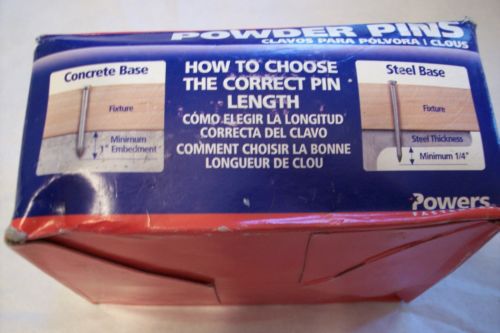 POWDER PINS
CLAVOS PARA PÓLVORA / CLOUS
Concrete Base
Fixture
Minimum
1" Embedment
HOW TO CHOOSE
THE CORRECT PIN
LENGTH
CÓMO ELEGIR LA LONGITUD
CORRECTA DEL CLAVO
COMMENT CHOISIR LA BONNE
LONGUEUR DE CLOU
Steel Base
Fixture
Steel Thickness
Minimum 1/4"
Powers